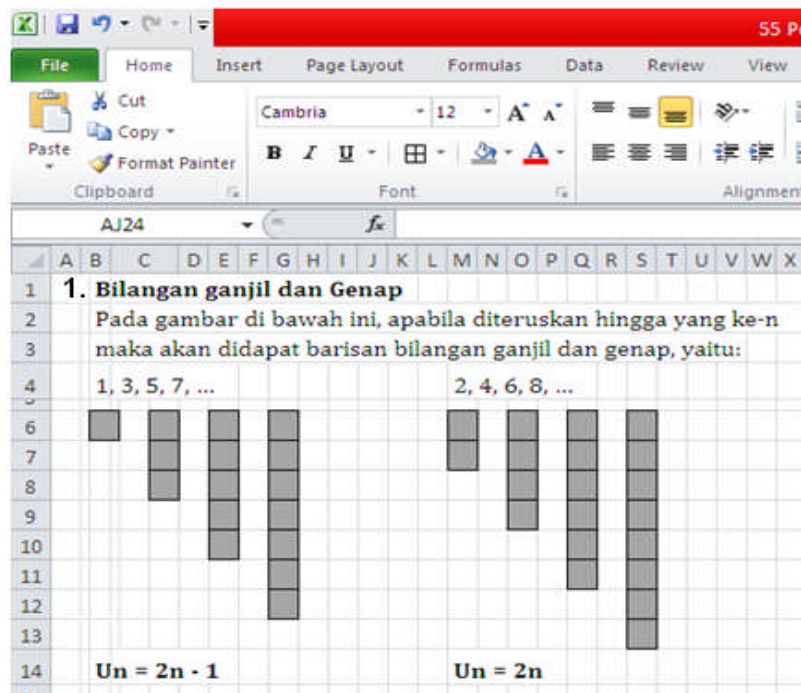 55 P
File Home Insert Page Layout Formulas Data Review View
Cut
Copy
Paste
Format Painter
Cambria 12 A A
B I U A
Clipboard Font Alignmen
AJ24 fx
A B C D E F G H I J K L M N O P Q R S T U V W X
1 1. Bilangan ganjil dan Genap
2 Pada gambar di bawah ini, apabila diteruskan hingga yang ke-n
3 maka akan didapat barisan bilangan ganjil dan genap, yaitu:
4 1, 3, 5, 7, ... 2, 4, 6, 8, ...
6
7
8
9
10
11
12
13
14 Un = 2n - 1 Un = 2n